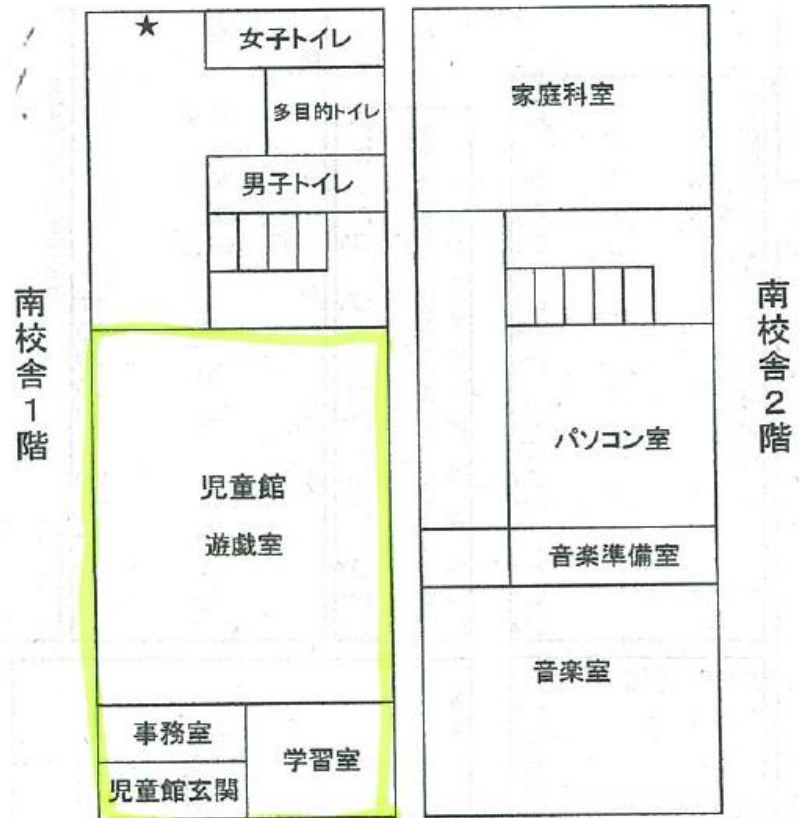 南校舎1階
★
女子トイレ
多目的トイレ
男子トイレ
児童館
遊戯室
事務室
児童館玄関
学習室
南校舎2階
家庭科室
パソコン室
音楽準備室
音楽室